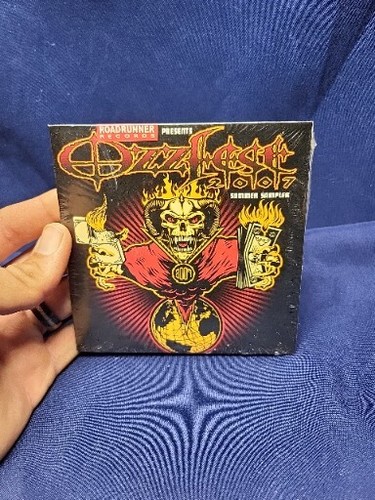 ROADRUNNER
RECORDS
PRESENTS
Ozzfest
2007
SUMMER SAMPLER